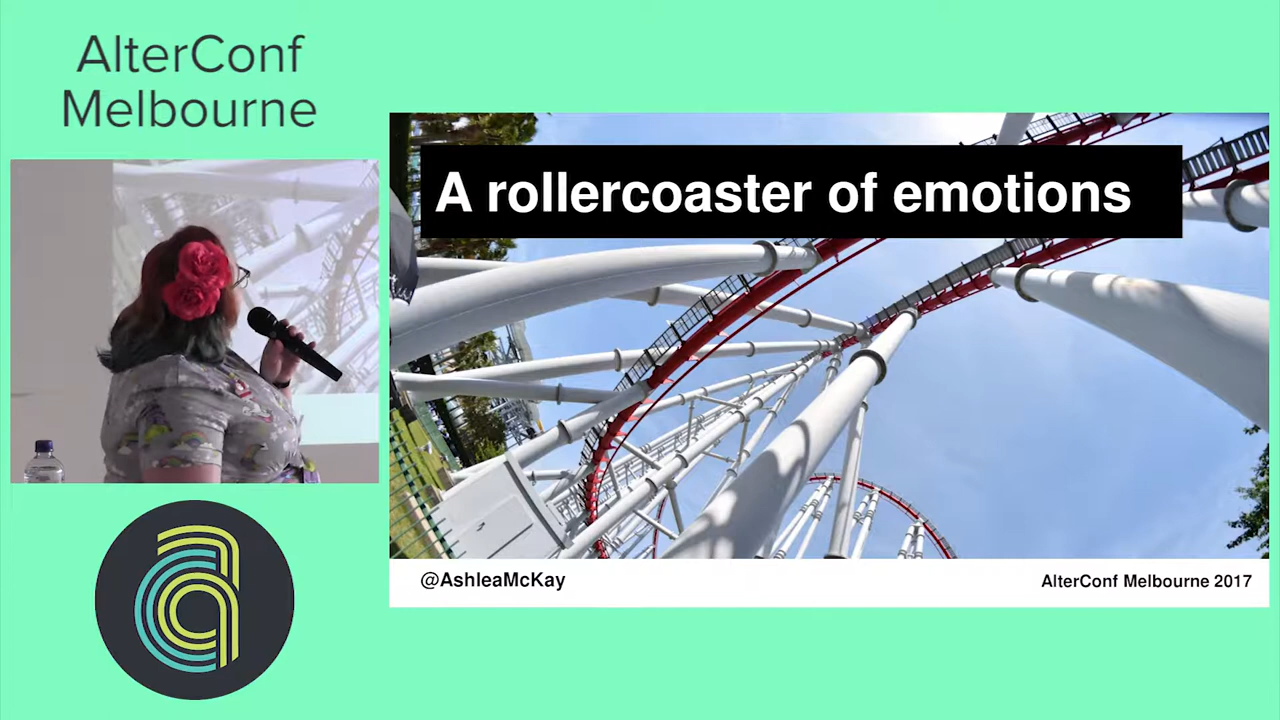 AlterConf
Melbourne
A rollercoaster of emotions
@AshleaMcKay
AlterConf Melbourne 2017